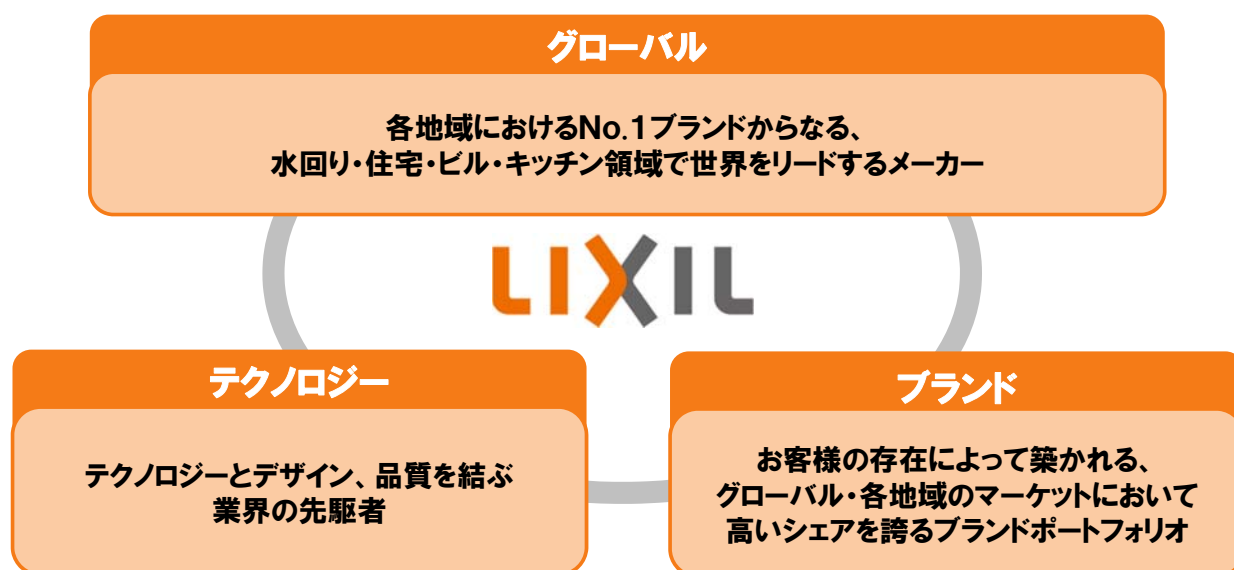 グローバル
各地域におけるNo.1ブランドからなる、
水回り・住宅・ビル・キッチン領域で世界をリードするメーカー
LIXIL
テクノロジー
テクノロジーとデザイン、品質を結ぶ
業界の先駆者
ブランド
お客様の存在によって築かれる、
グローバル・各地域のマーケットにおいて
高いシェアを誇るブランドポートフォリオ